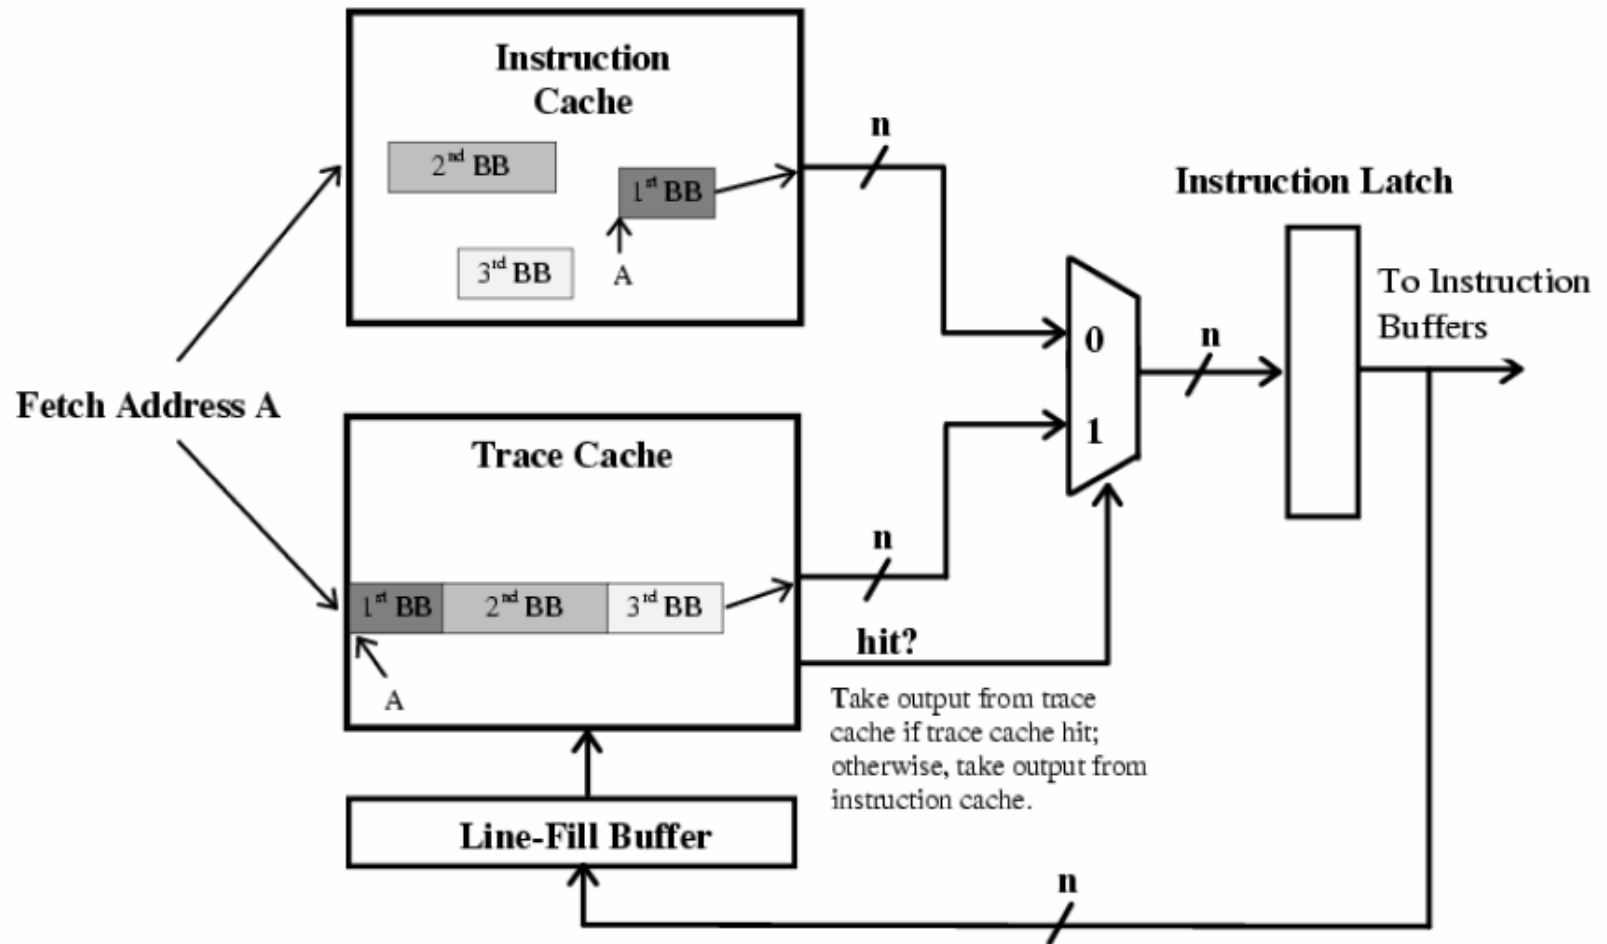 Instruction
Cache
2nd BB
1st BB
3rd BB
A
n
Instruction Latch
0
1
n
To Instruction
Buffers
Fetch Address A
Trace Cache
1st BB
2nd BB
3rd BB
A
n
hit?
Take output from trace
cache if trace cache hit;
otherwise, take output from
instruction cache.
Line-Fill Buffer
n